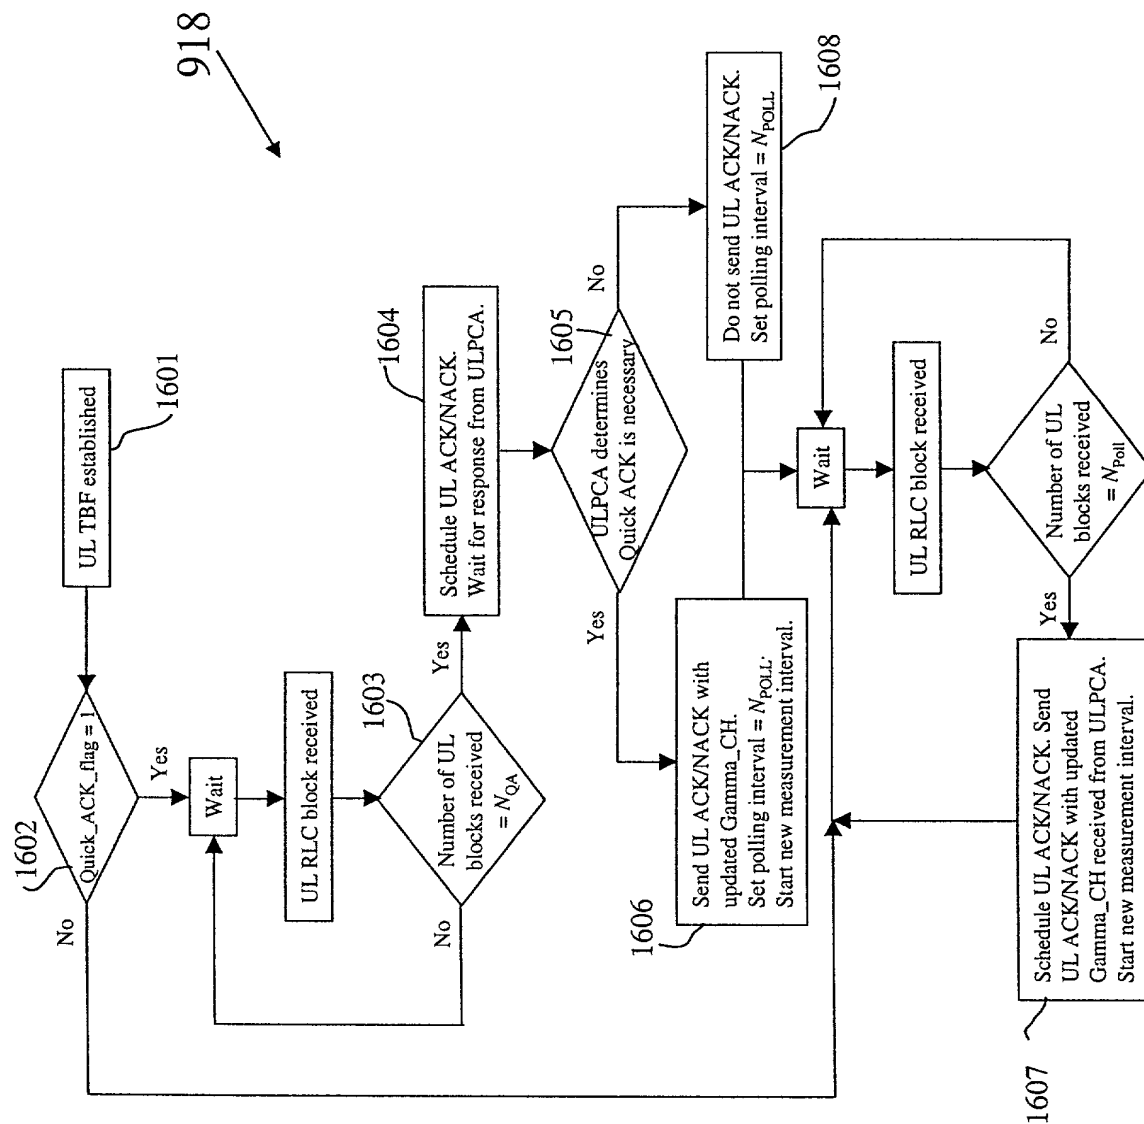 918
UL TBF established
1601
Quick_ACK_flag = 1
1602
No
Yes
Wait
UL RLC block received
Number of UL
blocks received
= N_QA
1603
No
Yes
Schedule UL ACK/NACK.
Wait for response from ULPCA.
1604
ULPCA determines
Quick ACK is necessary
1605
Yes
No
Send UL ACK/NACK with
updated Gamma_CH.
Set polling interval = N_POLL.
Start new measurement interval.
1606
Do not send UL ACK/NACK.
Set polling interval = N_POLL
1608
Wait
UL RLC block received
Number of UL
blocks received
= N_Poll
No
Yes
Schedule UL ACK/NACK. Send
UL ACK/NACK with updated
Gamma_CH received from ULPCA.
Start new measurement interval.
1607